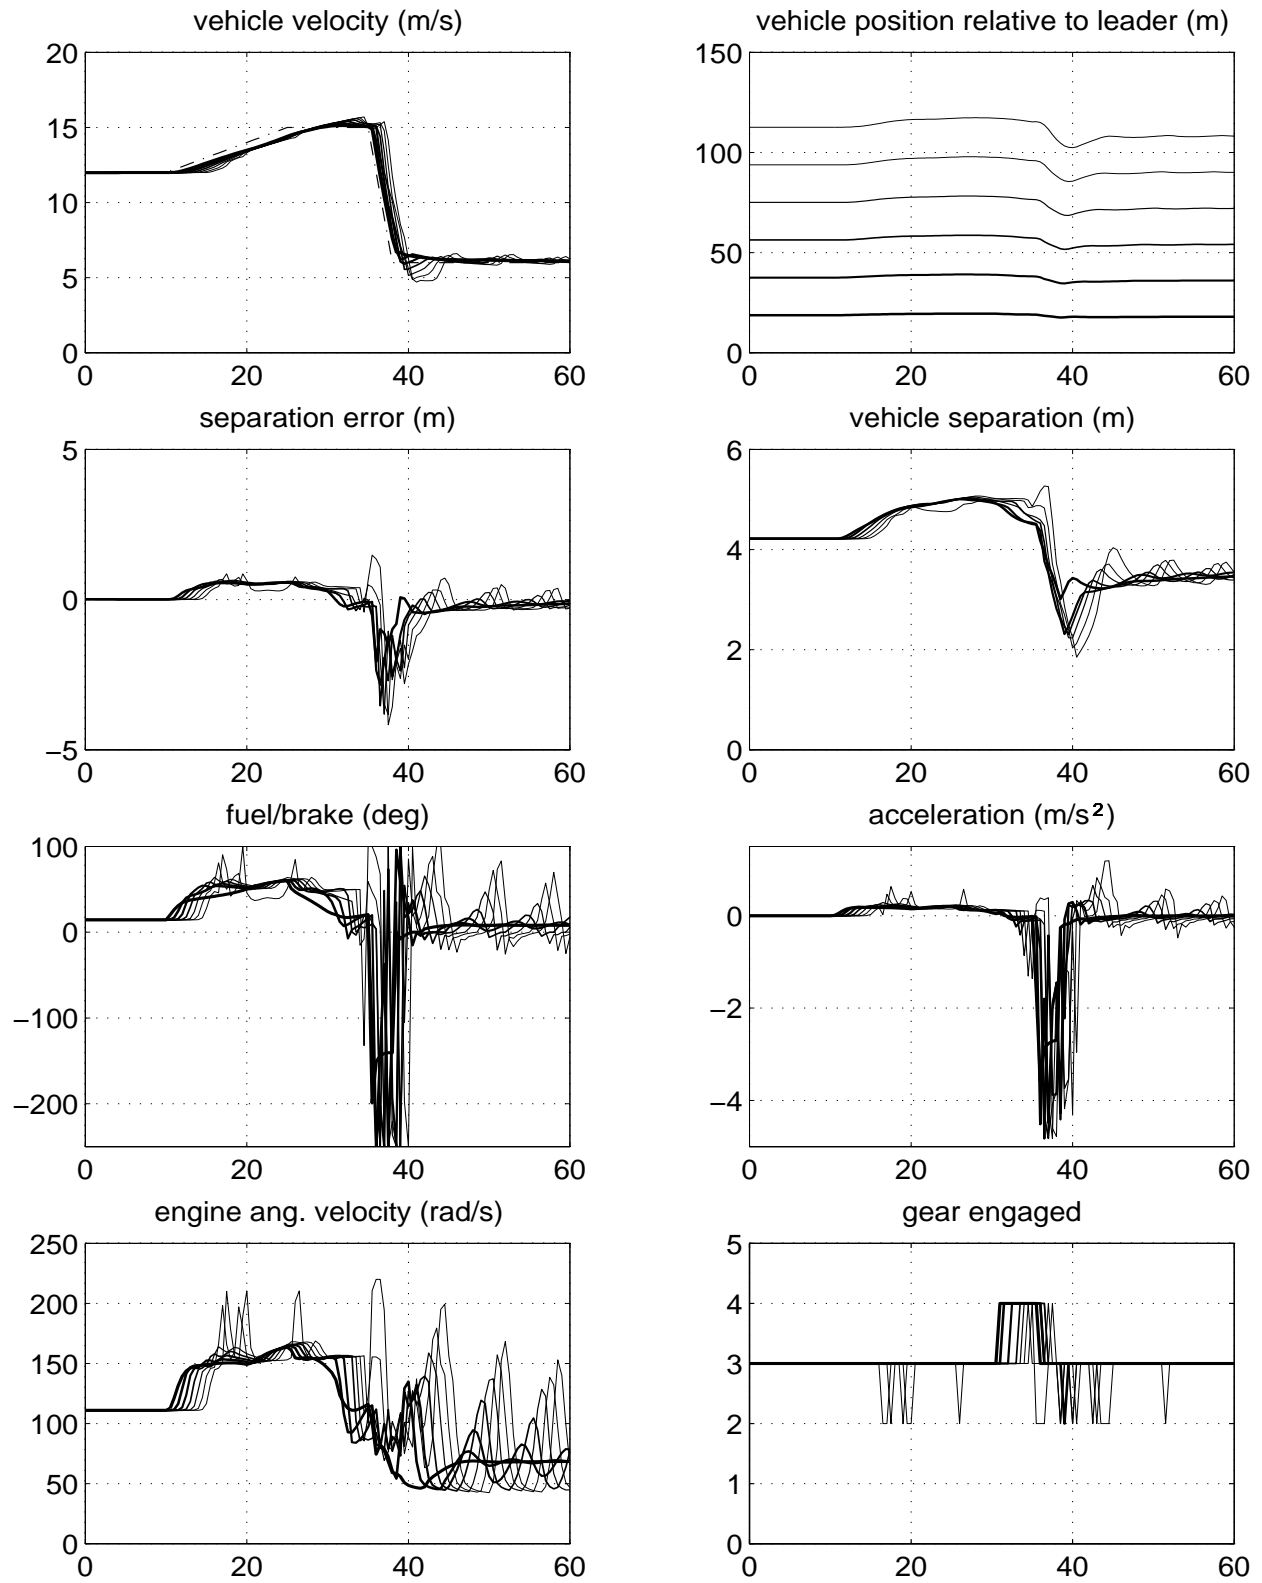 vehicle velocity (m/s)
20
15
10
5
0
0 20 40 60
vehicle position relative to leader (m)
150
100
50
0
0 20 40 60
separation error (m)
5
0
−5
0 20 40 60
vehicle separation (m)
6
4
2
0
0 20 40 60
fuel/brake (deg)
100
0
−100
−200
0 20 40 60
acceleration (m/s²)
0
−2
−4
0 20 40 60
engine ang. velocity (rad/s)
250
200
150
100
50
0
0 20 40 60
gear engaged
5
4
3
2
1
0
0 20 40 60